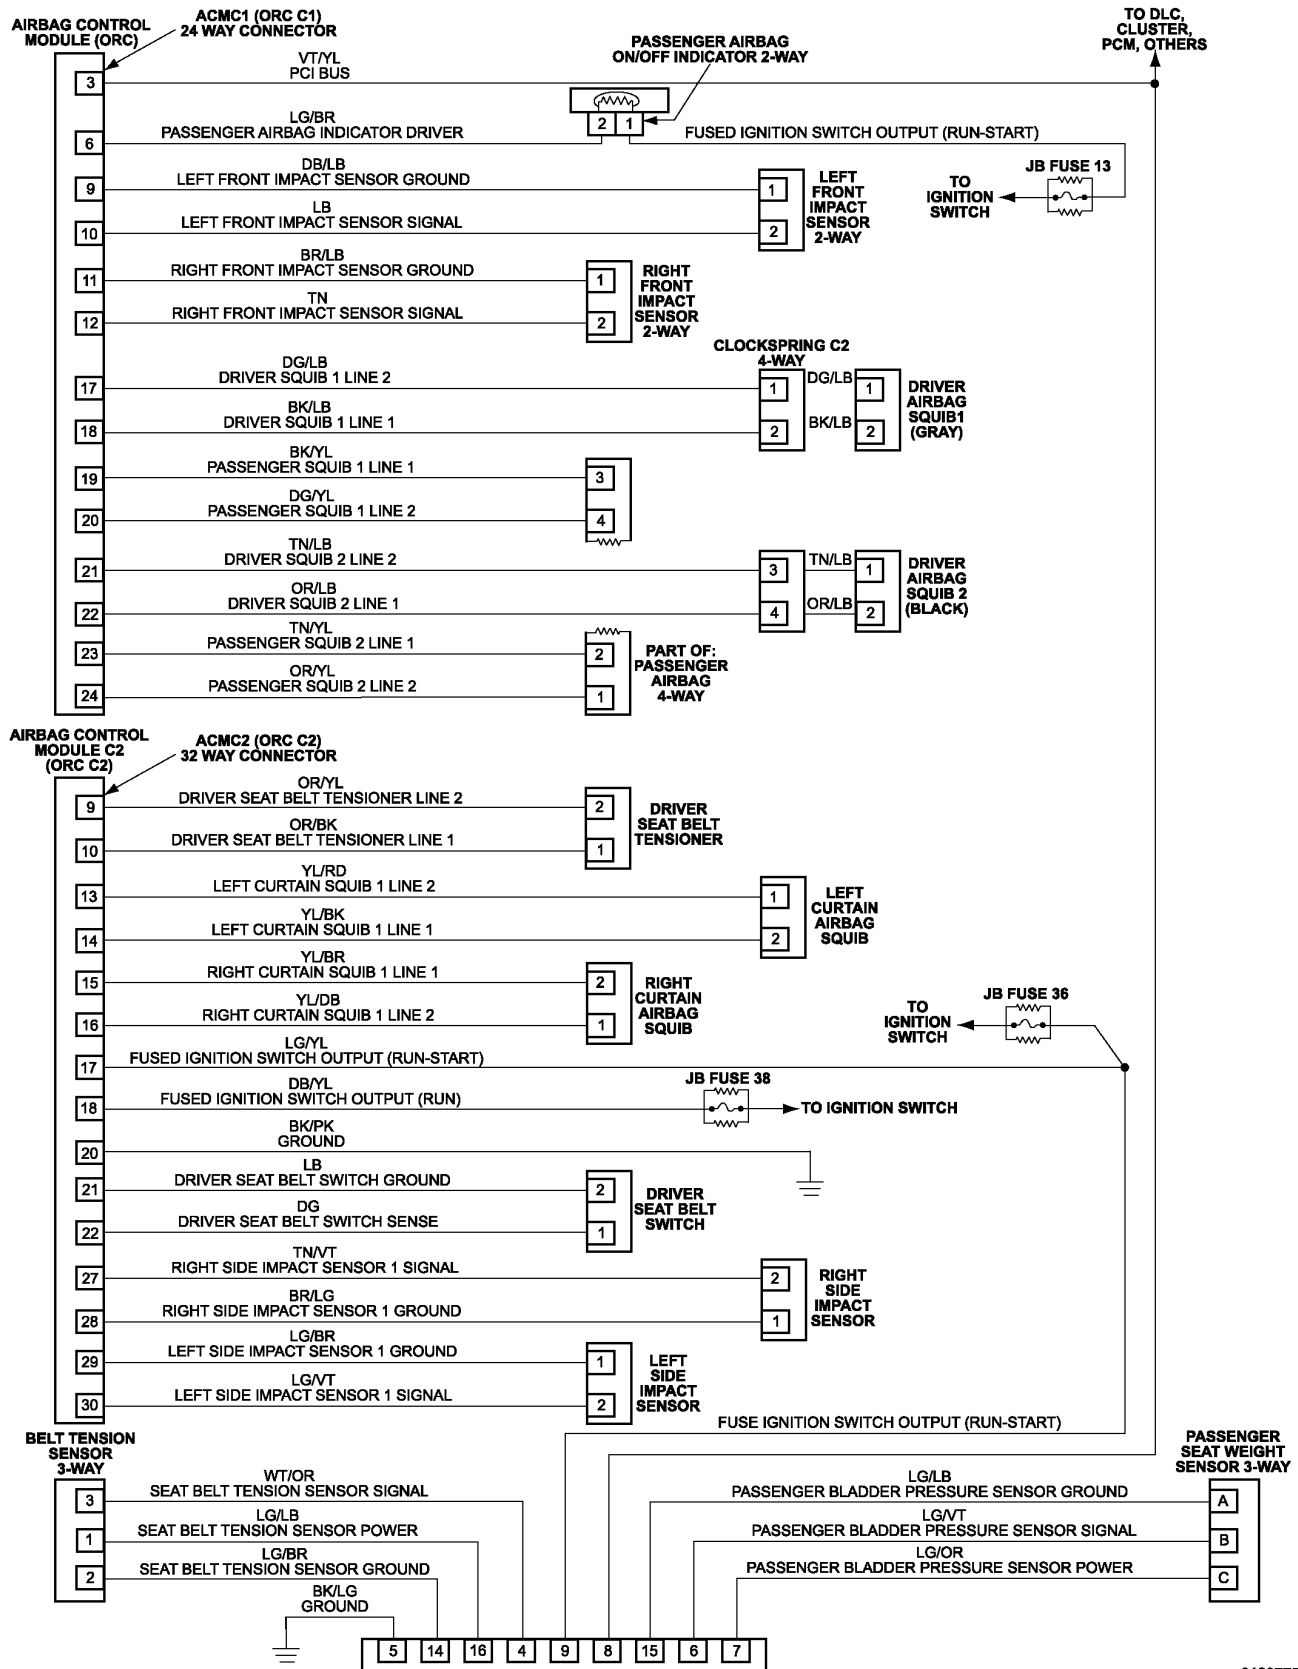 AIRBAG CONTROL
MODULE (ORC)
ACMC1 (ORC C1)
24 WAY CONNECTOR
PASSENGER AIRBAG
ON/OFF INDICATOR 2-WAY
TO DLC,
CLUSTER,
PCM, OTHERS
VT/YL
3 PCI BUS
2 1
LG/BR
6 PASSENGER AIRBAG INDICATOR DRIVER
FUSED IGNITION SWITCH OUTPUT (RUN-START)
JB FUSE 13
TO
IGNITION
SWITCH
DB/LB
9 LEFT FRONT IMPACT SENSOR GROUND 1
LB
10 LEFT FRONT IMPACT SENSOR SIGNAL 2
LEFT
FRONT
IMPACT
SENSOR
2-WAY
BR/LB
11 RIGHT FRONT IMPACT SENSOR GROUND 1
TN
12 RIGHT FRONT IMPACT SENSOR SIGNAL 2
RIGHT
FRONT
IMPACT
SENSOR
2-WAY
CLOCKSPRING C2
4-WAY
DG/LB
17 DRIVER SQUIB 1 LINE 2 1 DG/LB 1
BK/LB
18 DRIVER SQUIB 1 LINE 1 2 BK/LB 2
DRIVER
AIRBAG
SQUIB1
(GRAY)
BK/YL
19 PASSENGER SQUIB 1 LINE 1 3
DG/YL
20 PASSENGER SQUIB 1 LINE 2 4
TN/LB
21 DRIVER SQUIB 2 LINE 2 3 TN/LB 1
OR/LB
22 DRIVER SQUIB 2 LINE 1 4 OR/LB 2
DRIVER
AIRBAG
SQUIB 2
(BLACK)
TN/YL
23 PASSENGER SQUIB 2 LINE 1 2
OR/YL
24 PASSENGER SQUIB 2 LINE 2 1
PART OF:
PASSENGER
AIRBAG
4-WAY
AIRBAG CONTROL
MODULE C2
(ORC C2)
ACMC2 (ORC C2)
32 WAY CONNECTOR
OR/YL
9 DRIVER SEAT BELT TENSIONER LINE 2 2
OR/BK
10 DRIVER SEAT BELT TENSIONER LINE 1 1
DRIVER
SEAT BELT
TENSIONER
YL/RD
13 LEFT CURTAIN SQUIB 1 LINE 2 1
YL/BK
14 LEFT CURTAIN SQUIB 1 LINE 1 2
LEFT
CURTAIN
AIRBAG
SQUIB
YL/BR
15 RIGHT CURTAIN SQUIB 1 LINE 1 2
YL/DB
16 RIGHT CURTAIN SQUIB 1 LINE 2 1
RIGHT
CURTAIN
AIRBAG
SQUIB
JB FUSE 36
TO
IGNITION
SWITCH
LG/YL
17 FUSED IGNITION SWITCH OUTPUT (RUN-START)
DB/YL
18 FUSED IGNITION SWITCH OUTPUT (RUN)
JB FUSE 38
TO IGNITION SWITCH
BK/PK
20 GROUND
LB
21 DRIVER SEAT BELT SWITCH GROUND 2
DG
22 DRIVER SEAT BELT SWITCH SENSE 1
DRIVER
SEAT BELT
SWITCH
TN/VT
27 RIGHT SIDE IMPACT SENSOR 1 SIGNAL 2
BR/LG
28 RIGHT SIDE IMPACT SENSOR 1 GROUND 1
RIGHT
SIDE
IMPACT
SENSOR
LG/BR
29 LEFT SIDE IMPACT SENSOR 1 GROUND 1
LG/VT
30 LEFT SIDE IMPACT SENSOR 1 SIGNAL 2
LEFT
SIDE
IMPACT
SENSOR
FUSE IGNITION SWITCH OUTPUT (RUN-START)
BELT TENSION
SENSOR
3-WAY
PASSENGER
SEAT WEIGHT
SENSOR 3-WAY
WT/OR
3 SEAT BELT TENSION SENSOR SIGNAL
LG/LB
PASSENGER BLADDER PRESSURE SENSOR GROUND A
LG/LB
1 SEAT BELT TENSION SENSOR POWER
LG/VT
PASSENGER BLADDER PRESSURE SENSOR SIGNAL B
LG/BR
2 SEAT BELT TENSION SENSOR GROUND
LG/OR
PASSENGER BLADDER PRESSURE SENSOR POWER C
BK/LG
GROUND
5 14 16 4 9 8 15 6 7